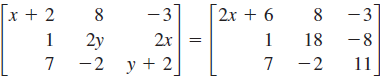 [x + 2 8 -3] [2x + 6 8 -3]
[1 2y 2x] = [1 18 -8]
[7 -2 y + 2] [7 -2 11]